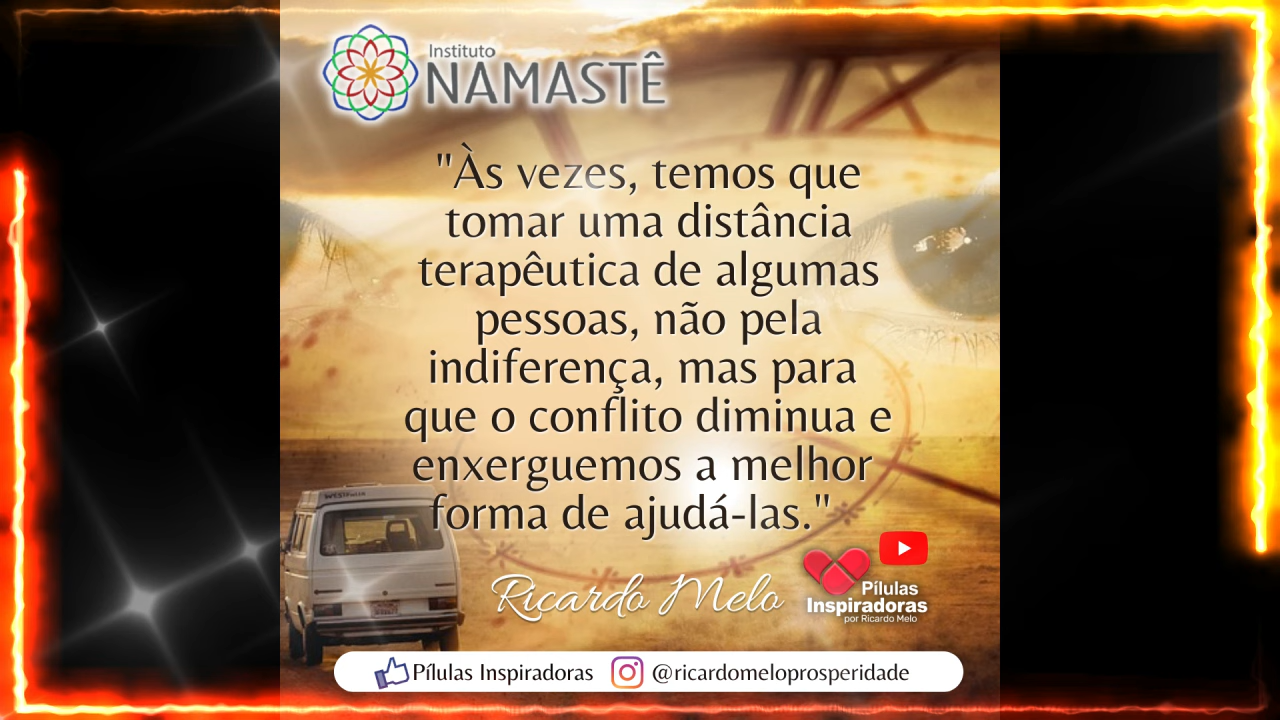 Instituto
NAMASTÊ
"Às vezes, temos que
tomar uma distância
terapêutica de algumas
pessoas, não pela
indiferença, mas para
que o conflito diminua e
enxerguemos a melhor
forma de ajudá-las."
Ricardo Melo
Pílulas
Inspiradoras
por Ricardo Melo
WESTFALIA
Pílulas Inspiradoras @ricardomeloprosperidade